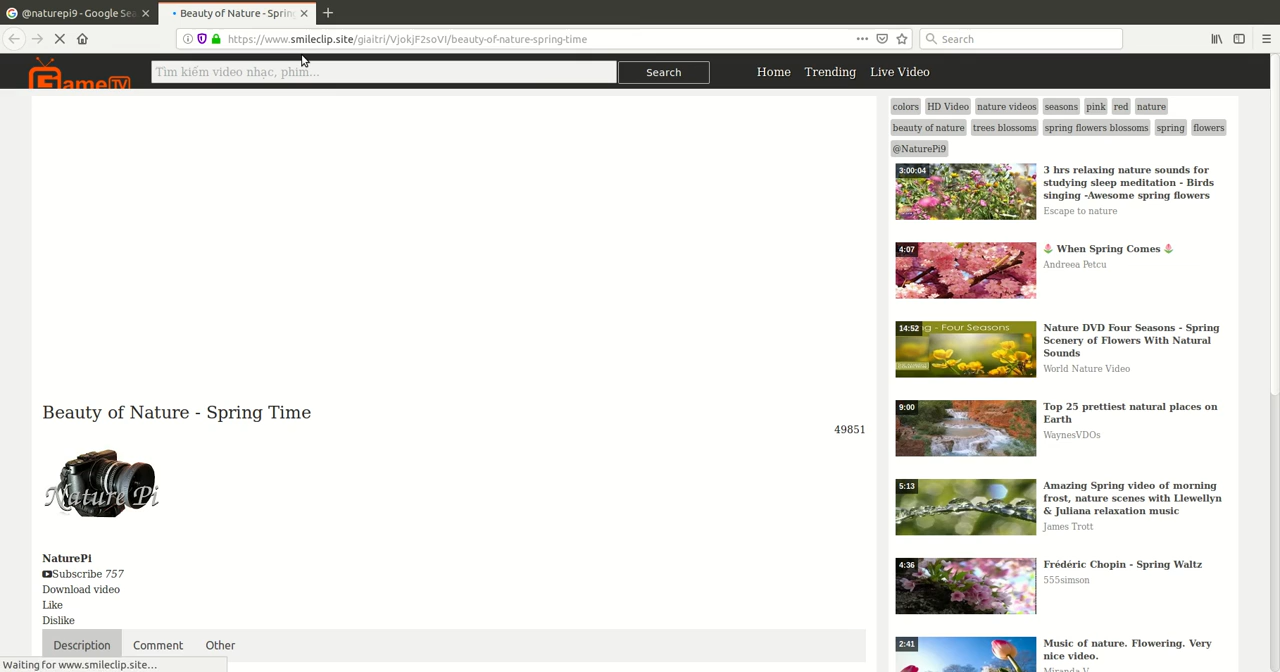 @naturepi9 - Google Sea
Beauty of Nature - Spring
https://www.smileclip.site/giaitri/VjokjF2soVI/beauty-of-nature-spring-time
Search
GameTV
Tìm kiếm video nhạc, phim...
Search
Home
Trending
Live Video
colors
HD Video
nature videos
seasons
pink
red
nature
beauty of nature
trees blossoms
spring flowers blossoms
spring
flowers
@NaturePi9
3:00:04
3 hrs relaxing nature sounds for
studying sleep meditation - Birds
singing -Awesome spring flowers
Escape to nature
4:07
🌷 When Spring Comes 🌷
Andreea Petcu
14:52
g - Four Seasons
Nature DVD Four Seasons - Spring
Scenery of Flowers With Natural
Sounds
World Nature Video
9:00
Top 25 prettiest natural places on
Earth
WaynesVDOs
5:13
Amazing Spring video of morning
frost, nature scenes with Llewellyn
& Juliana relaxation music
James Trott
4:36
Frédéric Chopin - Spring Waltz
555simson
2:41
Music of nature. Flowering. Very
nice video.
Miranda V
Beauty of Nature - Spring Time
49851
Nature Pi
NaturePi
Subscribe 757
Download video
Like
Dislike
Description
Comment
Other
Waiting for www.smileclip.site...